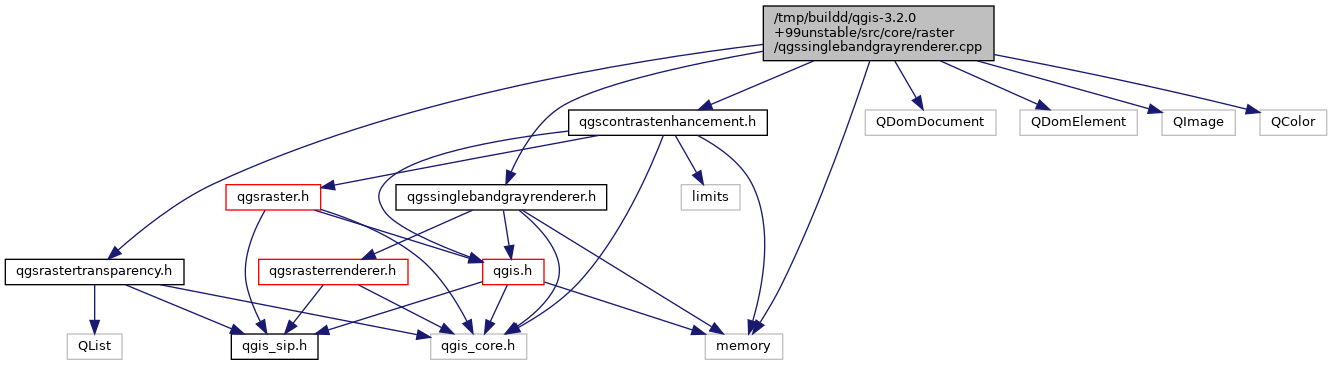 /tmp/buildd/qgis-3.2.0
+99unstable/src/core/raster
/qgssinglebandgrayrenderer.cpp
qgscontrastenhancement.h
QDomDocument
QDomElement
QImage
QColor
qgsraster.h
qgssinglebandgrayrenderer.h
limits
qgsrastertransparency.h
qgsrasterrenderer.h
qgis.h
QList
qgis_sip.h
qgis_core.h
memory